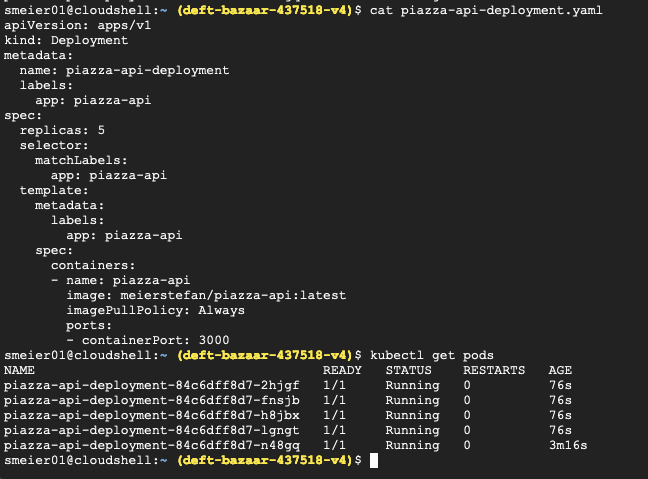 smeier01@cloudshell:~ (deft-bazaar-437518-v4)$ cat piazza-api-deployment.yaml
apiVersion: apps/v1
kind: Deployment
metadata:
  name: piazza-api-deployment
  labels:
    app: piazza-api
spec:
  replicas: 5
  selector:
    matchLabels:
      app: piazza-api
  template:
    metadata:
      labels:
        app: piazza-api
    spec:
      containers:
      - name: piazza-api
        image: meierstefan/piazza-api:latest
        imagePullPolicy: Always
        ports:
        - containerPort: 3000
smeier01@cloudshell:~ (deft-bazaar-437518-v4)$ kubectl get pods
NAME                                     READY   STATUS    RESTARTS   AGE
piazza-api-deployment-84c6dff8d7-2hjgf   1/1     Running   0          76s
piazza-api-deployment-84c6dff8d7-fnsjb   1/1     Running   0          76s
piazza-api-deployment-84c6dff8d7-h8jbx   1/1     Running   0          76s
piazza-api-deployment-84c6dff8d7-lgngt   1/1     Running   0          76s
piazza-api-deployment-84c6dff8d7-n48gq   1/1     Running   0          3m16s
smeier01@cloudshell:~ (deft-bazaar-437518-v4)$